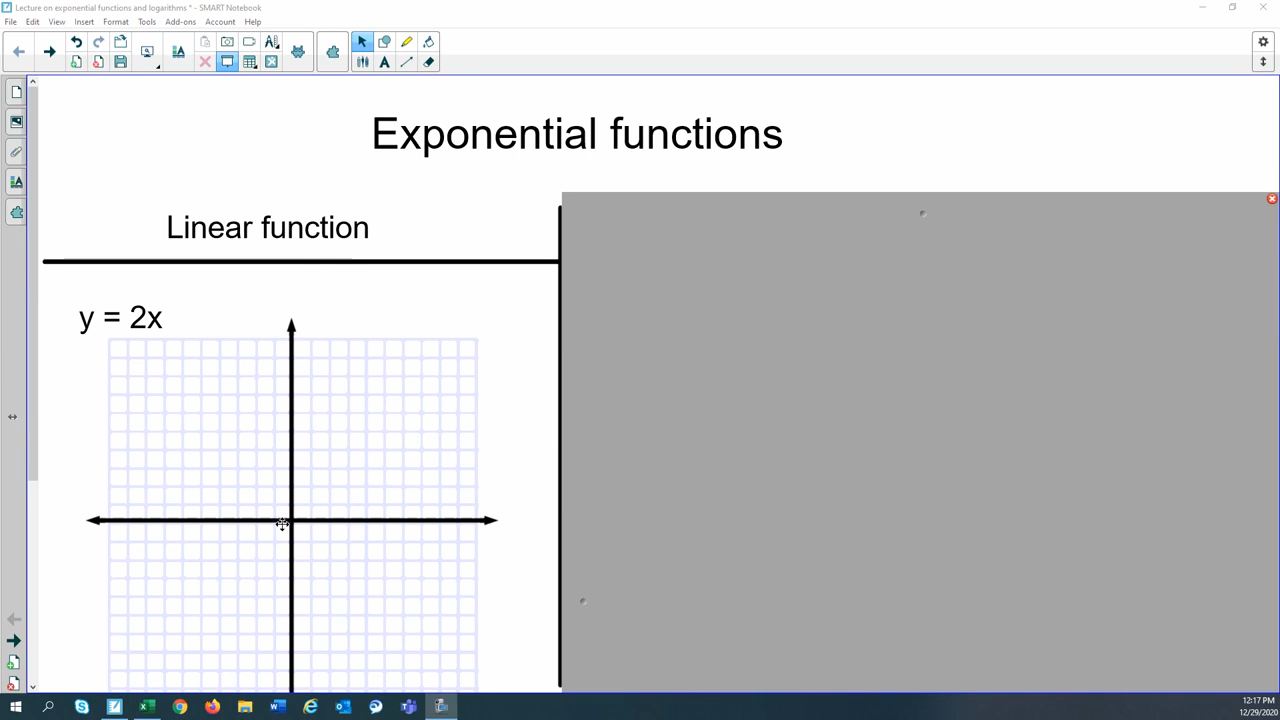 Lecture on exponential functions and logarithms * - SMART Notebook
File Edit View Insert Format Tools Add-ons Account Help
Exponential functions
Linear function
y = 2x
12:17 PM
12/29/2020